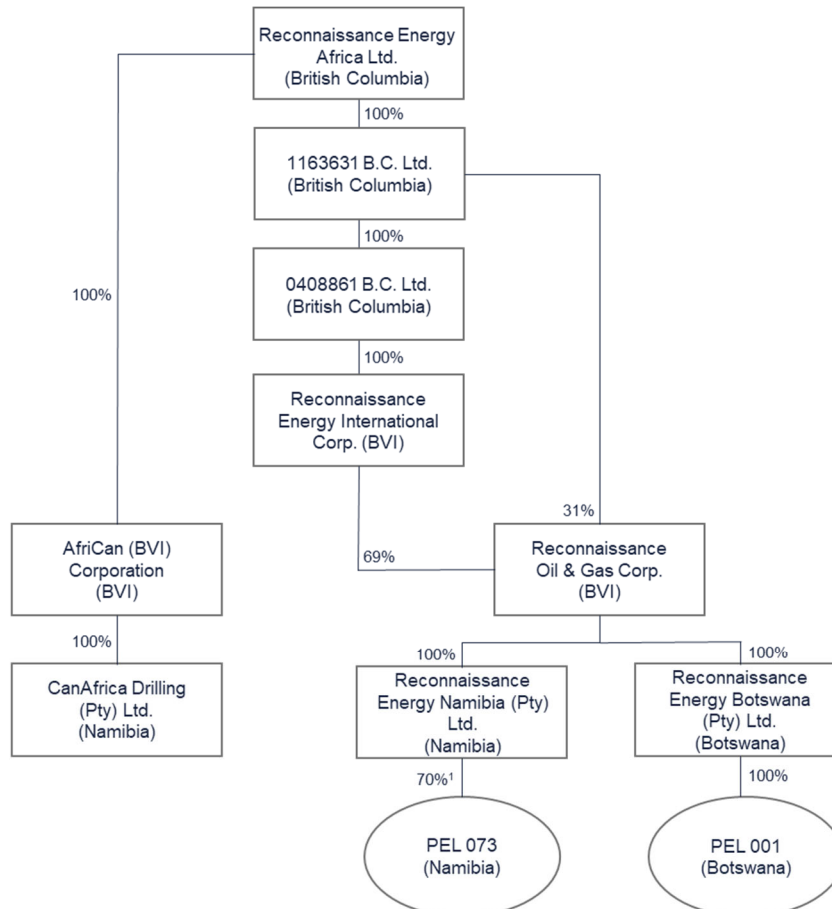 Reconnaissance Energy
Africa Ltd.
(British Columbia)
100%
1163631 B.C. Ltd.
(British Columbia)
100%
100%
0408861 B.C. Ltd.
(British Columbia)
100%
Reconnaissance
Energy International
Corp. (BVI)
31%
AfriCan (BVI)
Corporation
(BVI)
69%
Reconnaissance
Oil & Gas Corp.
(BVI)
100%
100%
100%
CanAfrica Drilling
(Pty) Ltd.
(Namibia)
Reconnaissance
Energy Namibia (Pty)
Ltd.
(Namibia)
Reconnaissance
Energy Botswana
(Pty) Ltd.
(Botswana)
70%¹
100%
PEL 073
(Namibia)
PEL 001
(Botswana)